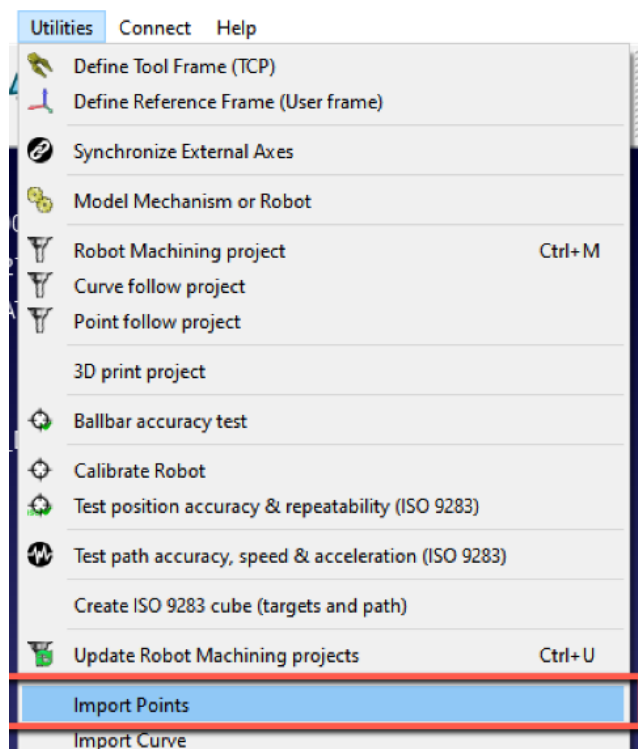 Utilities Connect Help
Define Tool Frame (TCP)
Define Reference Frame (User frame)
Synchronize External Axes
Model Mechanism or Robot
Robot Machining project Ctrl+M
Curve follow project
Point follow project
3D print project
Ballbar accuracy test
Calibrate Robot
Test position accuracy & repeatability (ISO 9283)
Test path accuracy, speed & acceleration (ISO 9283)
Create ISO 9283 cube (targets and path)
Update Robot Machining projects Ctrl+U
Import Points
Import Curve